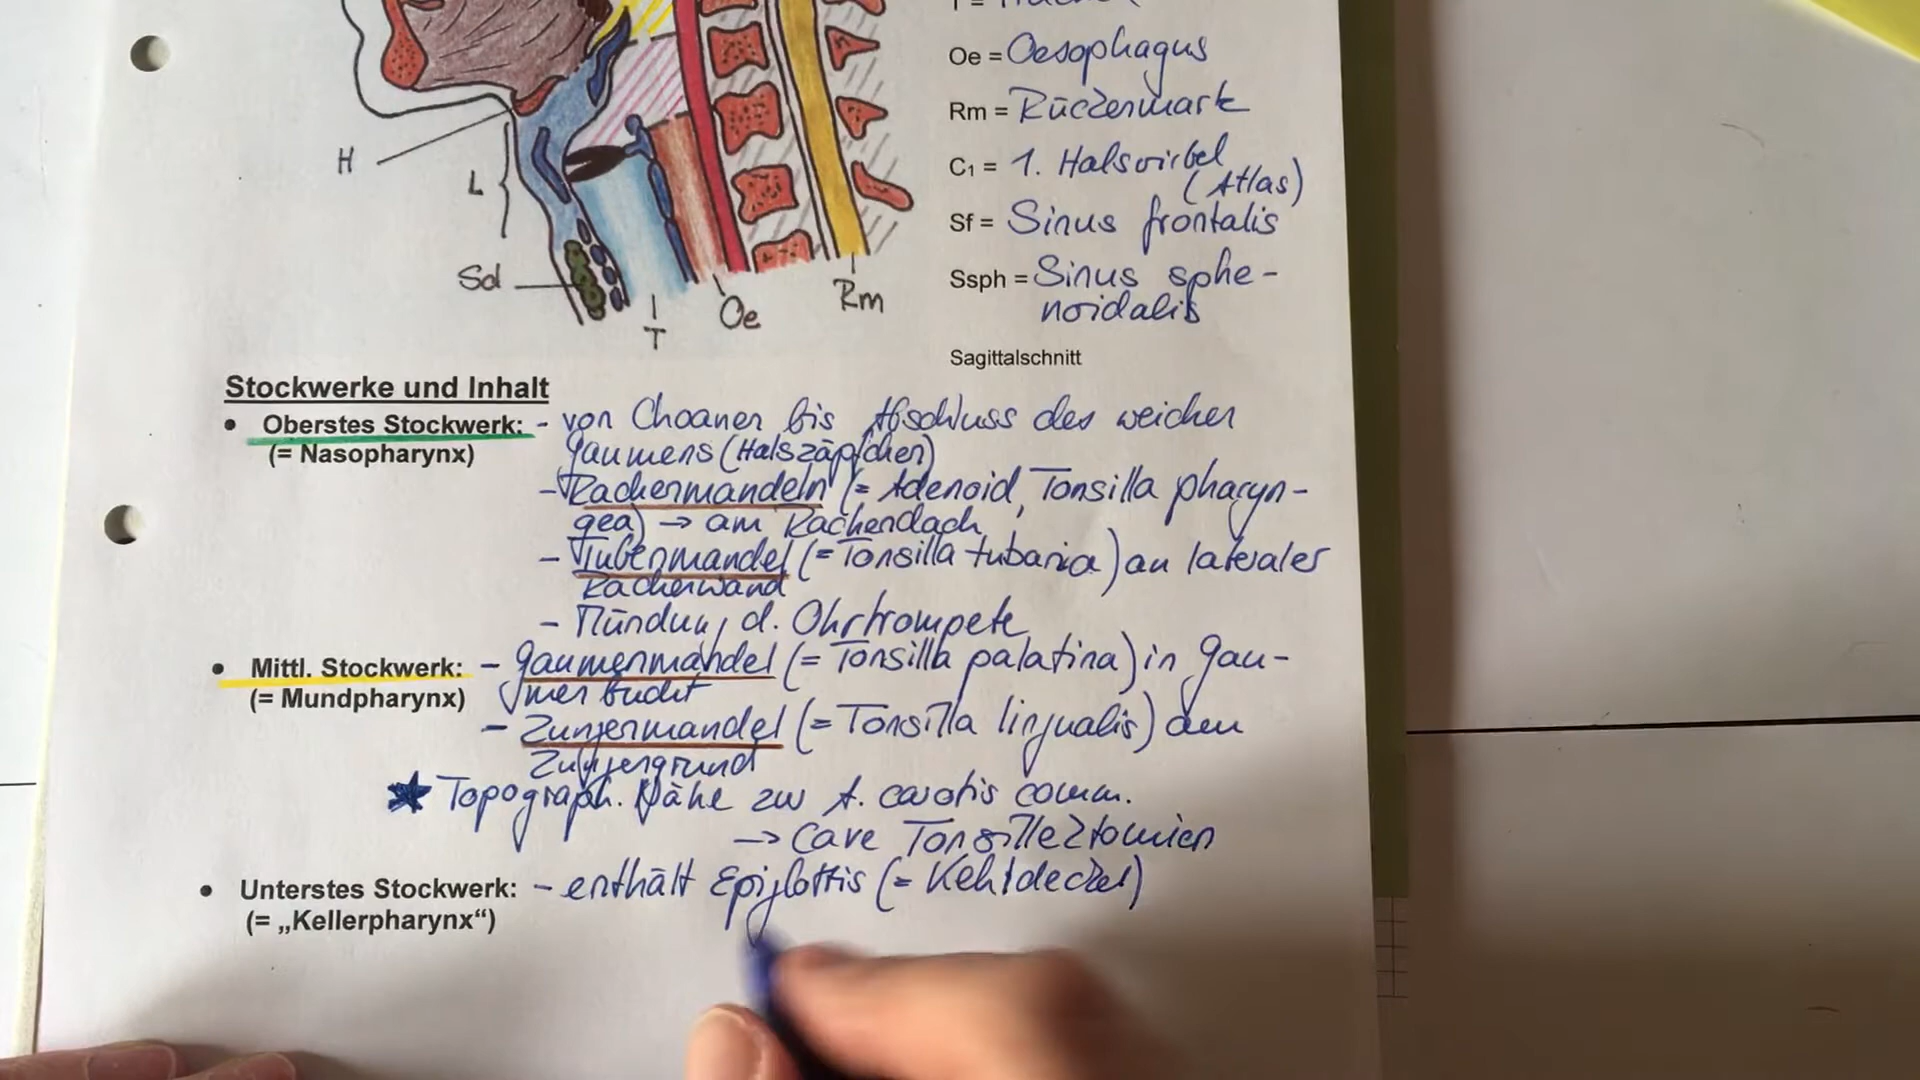 Oe = Oesophagus
Rm = Rückenmark
H
C₁ = 1. Halswirbel
(Atlas)
L
Sf = Sinus frontalis
Sol
Ssph = Sinus sphe-
noidalis
Oe
Rm
T
Sagittalschnitt
Stockwerke und Inhalt
• Oberstes Stockwerk: - von Choanen bis Abschluss des weichen
(= Nasopharynx) Gaumens (Halszäpfchen)
- Rachenmandeln (= Adenoid, Tonsilla pharyn-
gea) → am Rachendach
- Tubenmandel (= Tonsilla tubaria) an lateraler
Rachenwand
- Mündung d. Ohrtrompete
• Mittl. Stockwerk: - Gaumenmandel (= Tonsilla palatina) in Gau-
(= Mundpharynx) menbucht
- Zungenmandel (= Tonsilla lingualis) am
Zungengrund
★ Topograph. Nähe zur A. carotis comm.
→ Cave Tonsillektomien
• Unterstes Stockwerk: - enthält Epiglottis (= Kehldeckel)
(= „Kellerpharynx“)